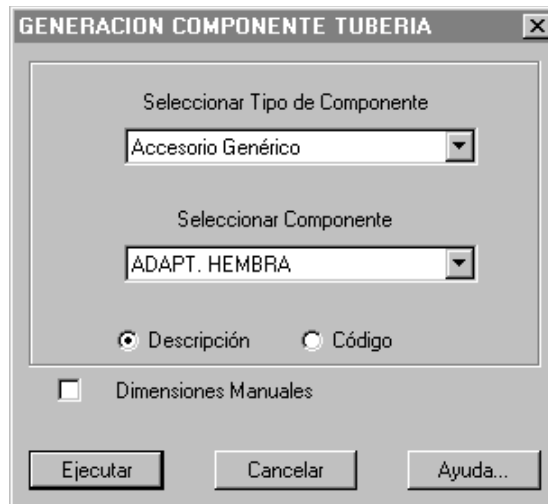 GENERACION COMPONENTE TUBERIA
Seleccionar Tipo de Componente
Accesorio Genérico
Seleccionar Componente
ADAPT. HEMBRA
Descripción Código
Dimensiones Manuales
Ejecutar Cancelar Ayuda...